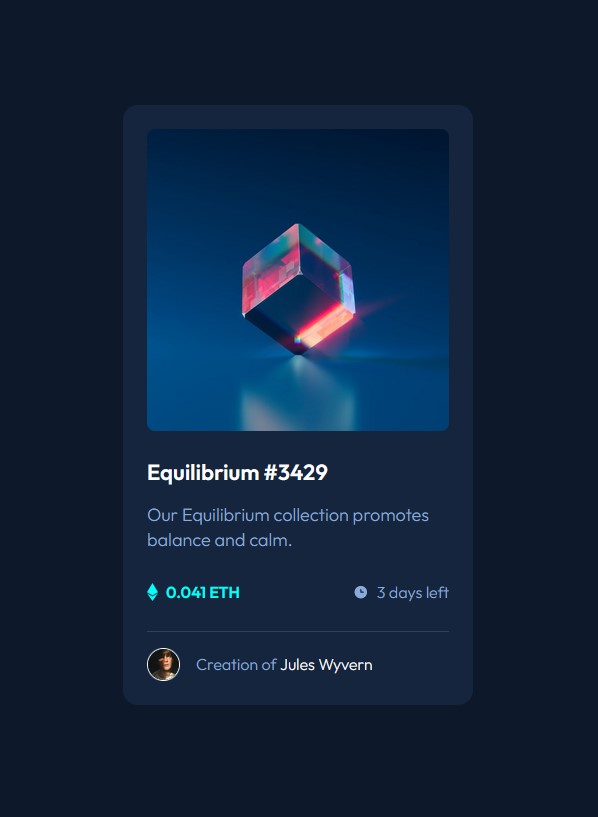 Equilibrium #3429
Our Equilibrium collection promotes
balance and calm.
0.041 ETH
3 days left
Creation of Jules Wyvern